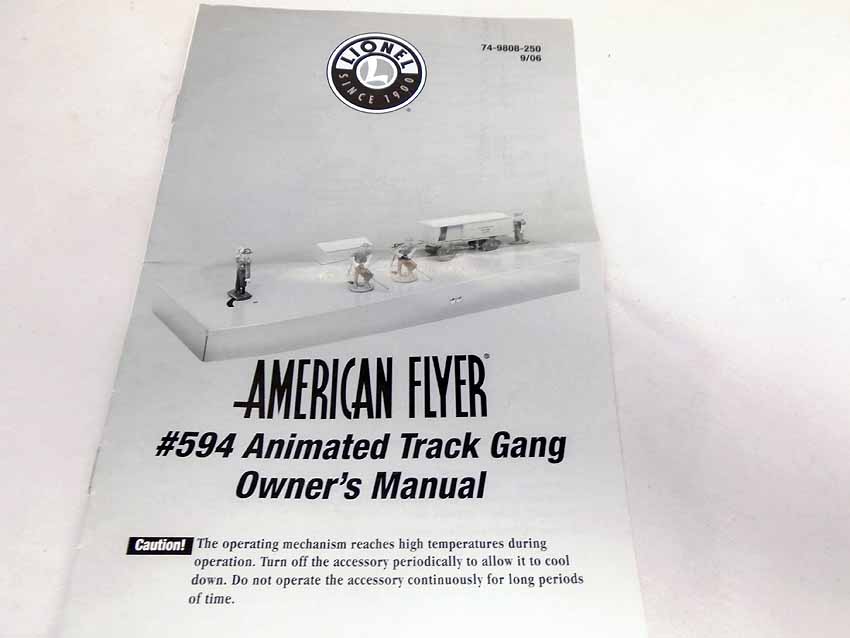 LIONEL
L
SINCE 1900
74-9808-250
9/06
AMERICAN FLYER®
#594 Animated Track Gang
Owner's Manual
Caution! The operating mechanism reaches high temperatures during
operation. Turn off the accessory periodically to allow it to cool
down. Do not operate the accessory continuously for long periods
of time.